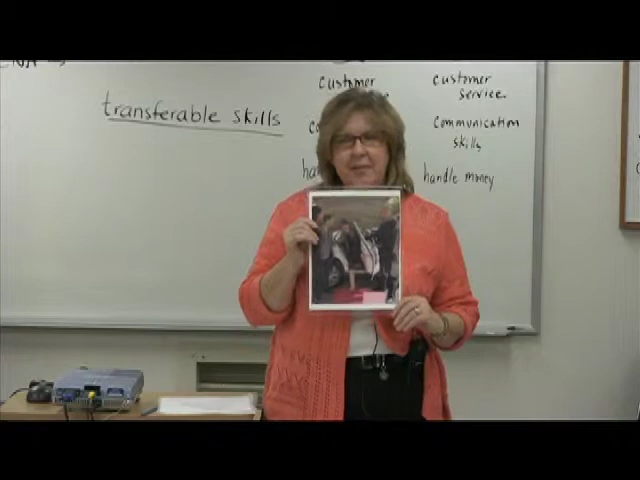 transferable skills
customer
customer
service.
communication
skills
handle money